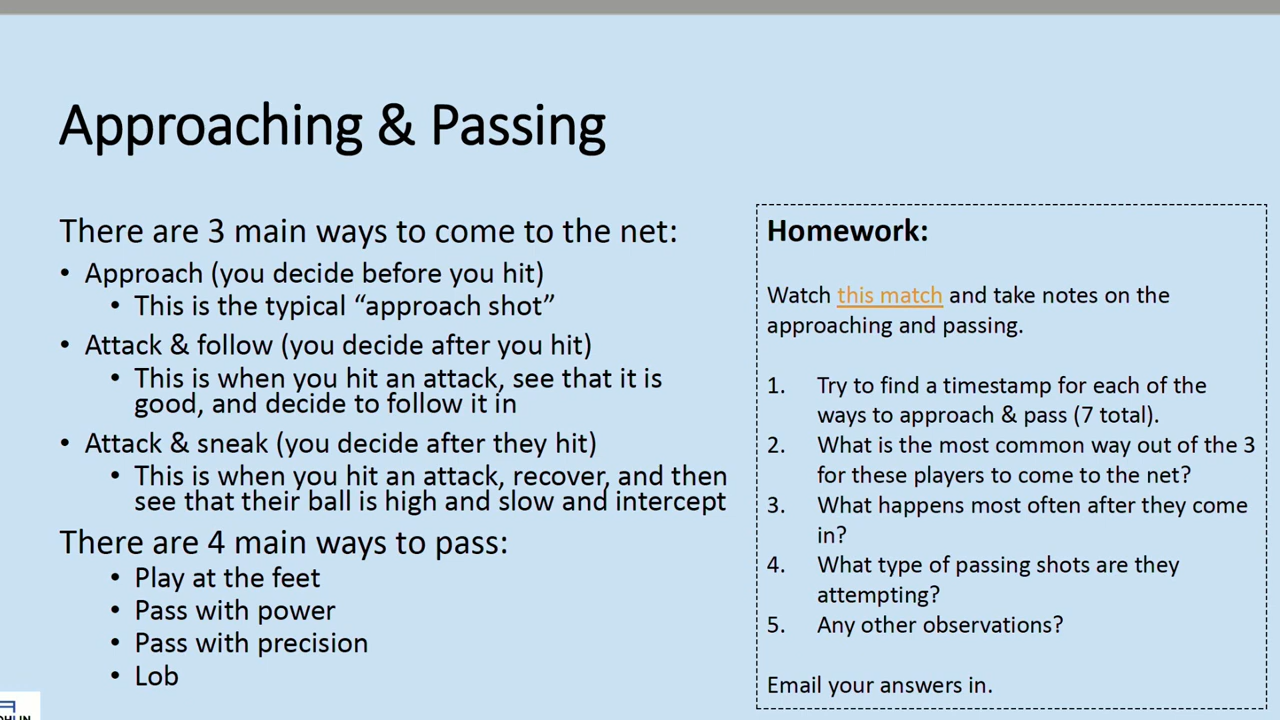 Approaching & Passing
There are 3 main ways to come to the net:
• Approach (you decide before you hit)
• This is the typical “approach shot”
• Attack & follow (you decide after you hit)
• This is when you hit an attack, see that it is
good, and decide to follow it in
• Attack & sneak (you decide after they hit)
• This is when you hit an attack, recover, and then
see that their ball is high and slow and intercept
There are 4 main ways to pass:
• Play at the feet
• Pass with power
• Pass with precision
• Lob
Homework:
Watch this match and take notes on the
approaching and passing.
1. Try to find a timestamp for each of the
ways to approach & pass (7 total).
2. What is the most common way out of the 3
for these players to come to the net?
3. What happens most often after they come
in?
4. What type of passing shots are they
attempting?
5. Any other observations?
Email your answers in.